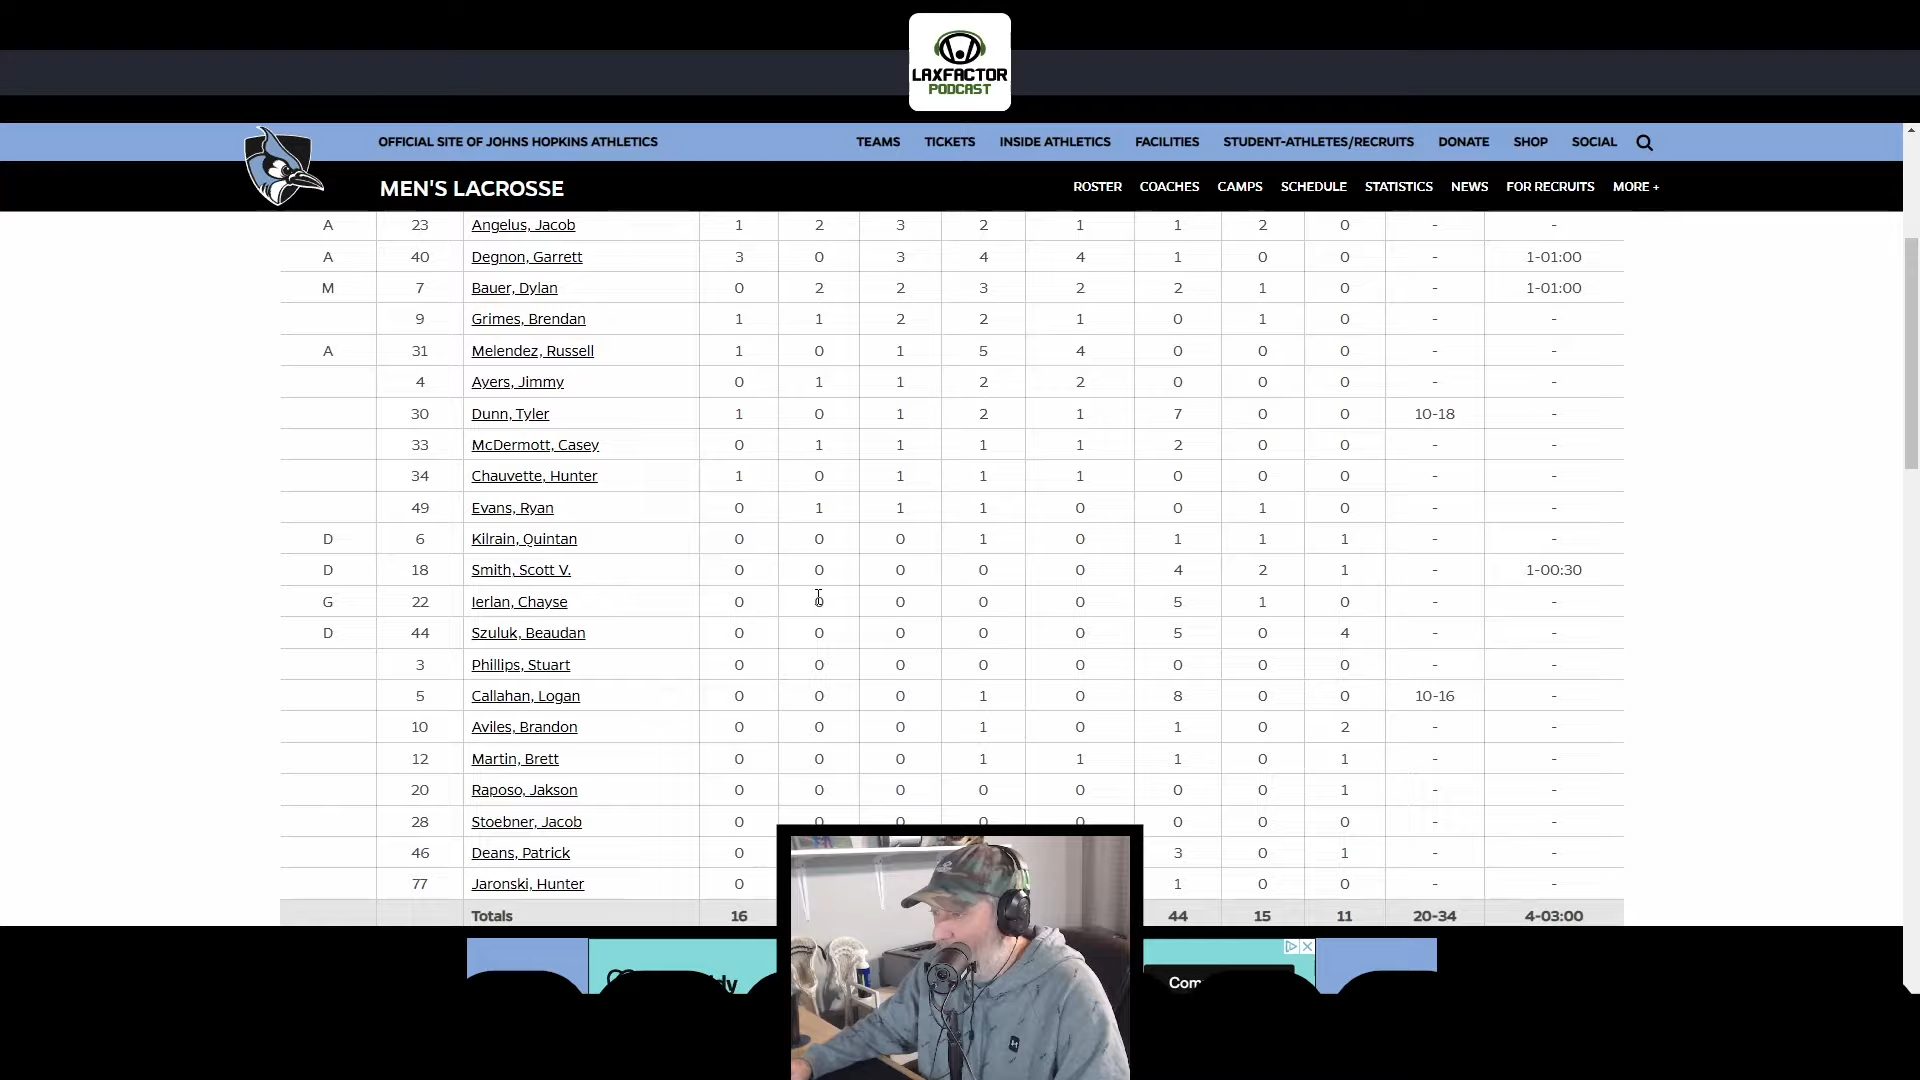 LAXFACTOR
PODCAST
OFFICIAL SITE OF JOHNS HOPKINS ATHLETICS TEAMS TICKETS INSIDE ATHLETICS FACILITIES STUDENT-ATHLETES/RECRUITS DONATE SHOP SOCIAL
MEN'S LACROSSE ROSTER COACHES CAMPS SCHEDULE STATISTICS NEWS FOR RECRUITS MORE +
A 23 Angelus, Jacob 1 2 3 2 1 1 2 0 - -
A 40 Degnon, Garrett 3 0 3 4 4 1 0 0 - 1-01:00
M 7 Bauer, Dylan 0 2 2 3 2 2 1 0 - 1-01:00
9 Grimes, Brendan 1 1 2 2 1 0 1 0 - -
A 31 Melendez, Russell 1 0 1 5 4 0 0 0 - -
4 Ayers, Jimmy 0 1 1 2 2 0 0 0 - -
30 Dunn, Tyler 1 0 1 2 1 7 0 0 10-18 -
33 McDermott, Casey 0 1 1 1 1 2 0 0 - -
34 Chauvette, Hunter 1 0 1 1 1 0 0 0 - -
49 Evans, Ryan 0 1 1 1 0 0 1 0 - -
D 6 Kilrain, Quintan 0 0 0 1 0 1 1 1 - -
D 18 Smith, Scott V. 0 0 0 0 0 4 2 1 - 1-00:30
G 22 Ierlan, Chayse 0 0 0 0 0 5 1 0 - -
D 44 Szuluk, Beaudan 0 0 0 0 0 5 0 4 - -
3 Phillips, Stuart 0 0 0 0 0 0 0 0 - -
5 Callahan, Logan 0 0 0 1 0 8 0 0 10-16 -
10 Aviles, Brandon 0 0 0 1 0 1 0 2 - -
12 Martin, Brett 0 0 0 1 1 1 0 1 - -
20 Raposo, Jakson 0 0 0 0 0 0 0 1 - -
28 Stoebner, Jacob 0 0 0 0 0 0 0 0 - -
46 Deans, Patrick 0 3 0 1 - -
77 Jaronski, Hunter 0 1 0 0 - -
Totals 16 44 15 11 20-34 4-03:00